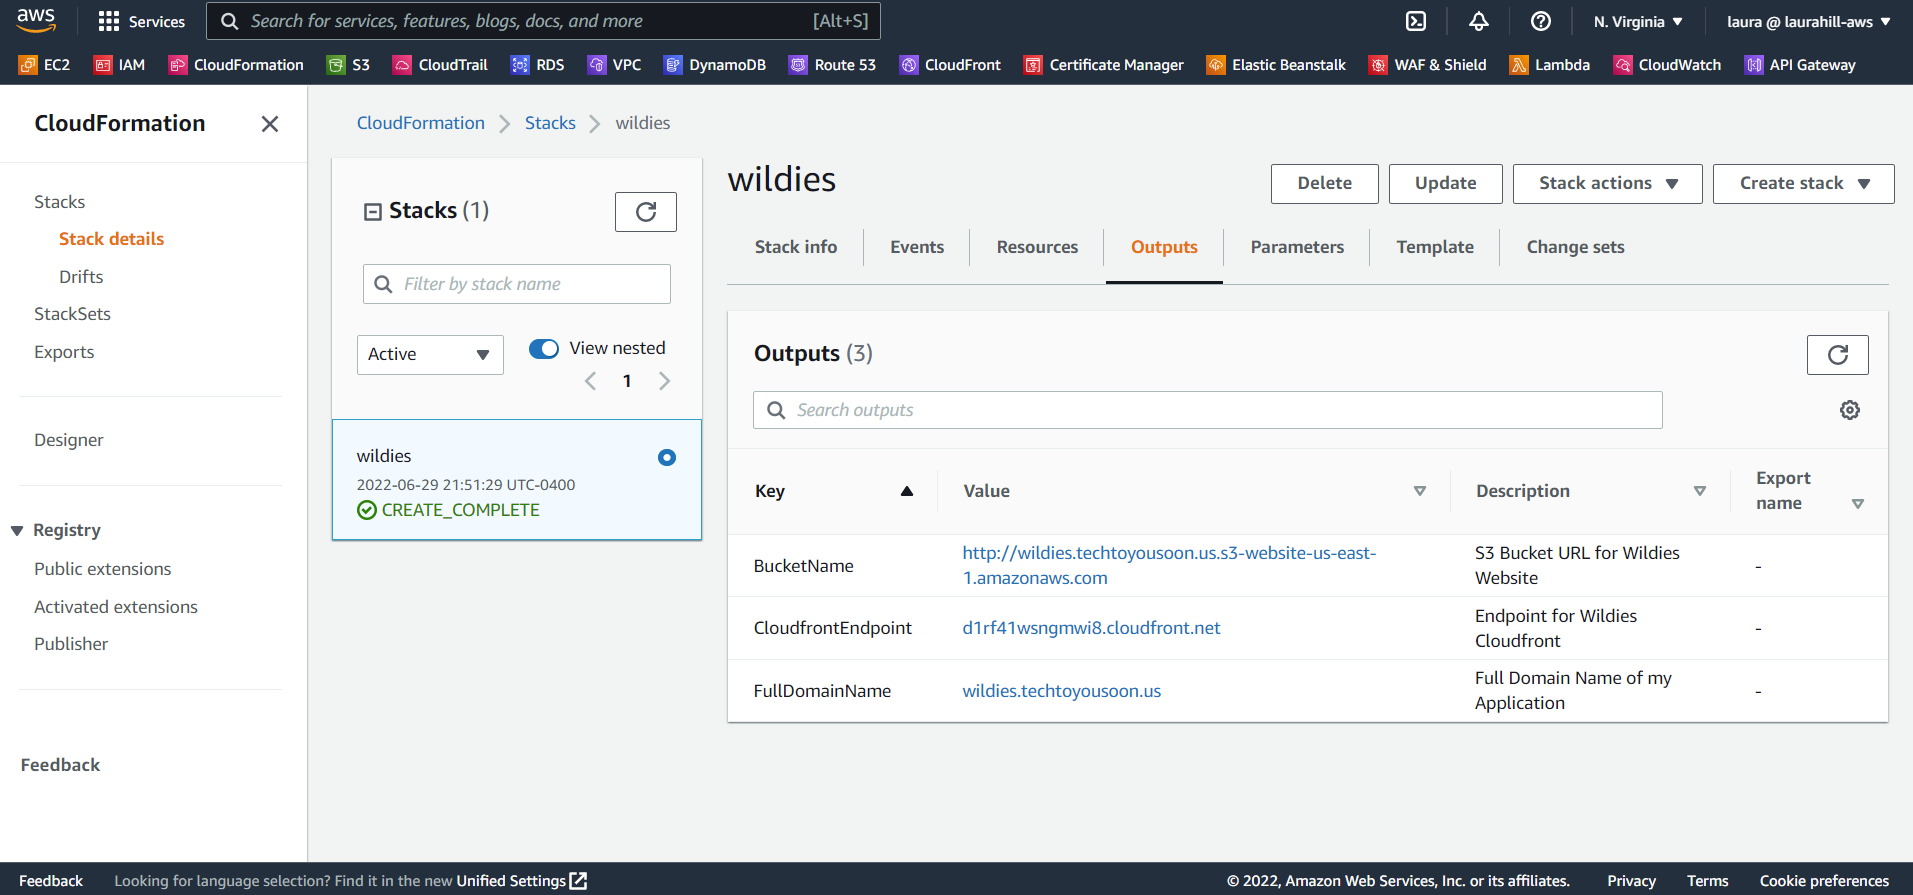 aws
Services
Search for services, features, blogs, docs, and more
[Alt+S]
N. Virginia ▼
laura @ laurahill-aws ▼
EC2
IAM
CloudFormation
S3
CloudTrail
RDS
VPC
DynamoDB
Route 53
CloudFront
Certificate Manager
Elastic Beanstalk
WAF & Shield
Lambda
CloudWatch
API Gateway
CloudFormation
Stacks
Stack details
Drifts
StackSets
Exports
Designer
Registry
Public extensions
Activated extensions
Publisher
Feedback
CloudFormation
Stacks
wildies
Stacks (1)
Filter by stack name
Active
View nested
1
wildies
2022-06-29 21:51:29 UTC-0400
CREATE_COMPLETE
wildies
Delete
Update
Stack actions
Create stack
Stack info
Events
Resources
Outputs
Parameters
Template
Change sets
Outputs (3)
Search outputs
Key
Value
Description
Export
name
BucketName
http://wildies.techtoyousoon.us.s3-website-us-east-
1.amazonaws.com
S3 Bucket URL for Wildies
Website
-
CloudfrontEndpoint
d1rf41wsngmwi8.cloudfront.net
Endpoint for Wildies
Cloudfront
-
FullDomainName
wildies.techtoyousoon.us
Full Domain Name of my
Application
-
Feedback
Looking for language selection? Find it in the new Unified Settings
© 2022, Amazon Web Services, Inc. or its affiliates.
Privacy
Terms
Cookie preferences